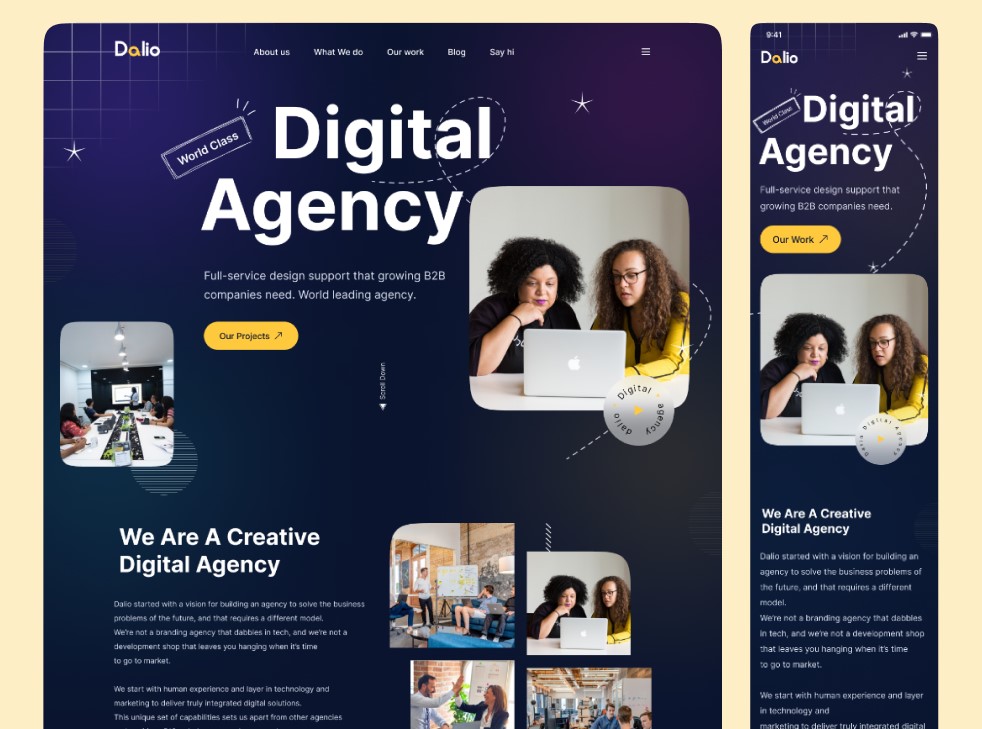 Dalio
About us
What We do
Our work
Blog
Say hi
World Class
Digital
Agency
Full-service design support that growing B2B
companies need. World leading agency.
Our Projects
Scroll Down
Digital agency dalio
We Are A Creative
Digital Agency
Dalio started with a vision for building an agency to solve the business
problems of the future, and that requires a different model.
We're not a branding agency that dabbles in tech, and we're not a
development shop that leaves you hanging when it's time
to go to market.
We start with human experience and layer in technology and
marketing to deliver truly integrated digital solutions.
This unique set of capabilities sets us apart from other agencies
9:41
Dalio
World Class
Digital
Agency
Full-service design support that
growing B2B companies need.
Our Work
Dalio Digital Agency
We Are A Creative
Digital Agency
Dalio started with a vision for building an
agency to solve the business problems of
the future, and that requires a different
model.
We're not a branding agency that dabbles
in tech, and we're not a development shop
that leaves you hanging when it's time
to go to market.
We start with human experience and layer
in technology and
marketing to deliver truly integrated digital